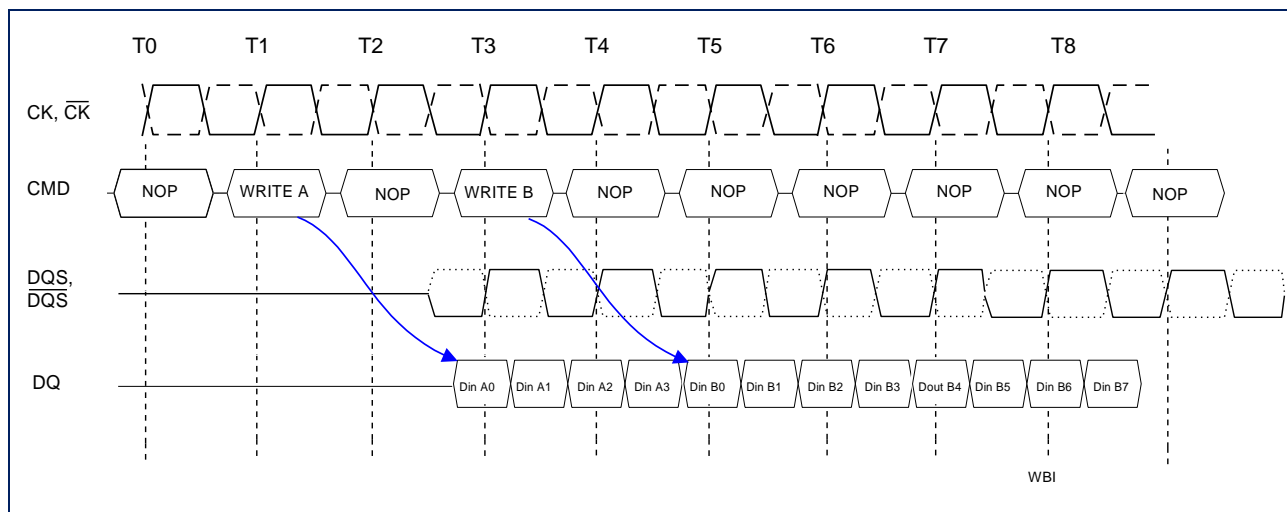 T0 T1 T2 T3 T4 T5 T6 T7 T8
CK, CK
CMD NOP WRITE A NOP WRITE B NOP NOP NOP NOP NOP NOP
DQS,
DQS
DQ Din A0 Din A1 Din A2 Din A3 Din B0 Din B1 Din B2 Din B3 Dout B4 Din B5 Din B6 Din B7
WBI